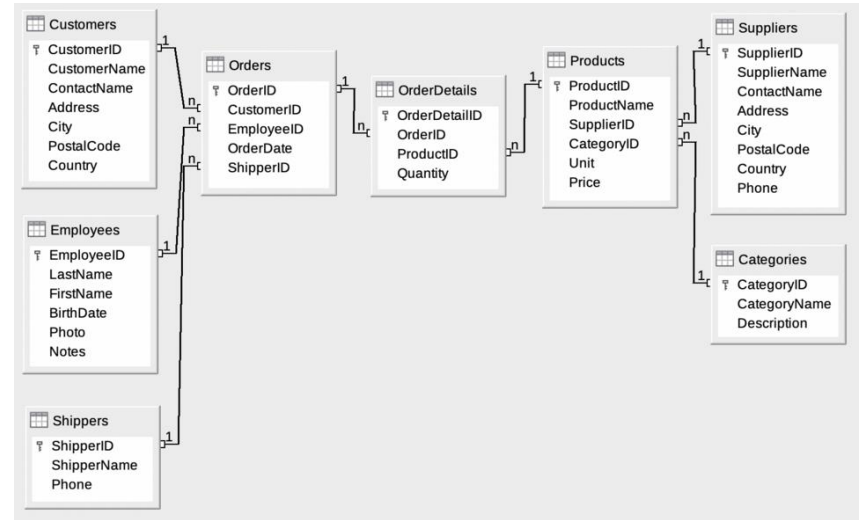 Customers
CustomerID
CustomerName
ContactName
Address
City
PostalCode
Country
Employees
EmployeeID
LastName
FirstName
BirthDate
Photo
Notes
Shippers
ShipperID
ShipperName
Phone
1
n
n
n
1
1
Orders
OrderID
CustomerID
EmployeeID
OrderDate
ShipperID
1
n
OrderDetails
OrderDetailID
OrderID
ProductID
Quantity
1
n
Products
ProductID
ProductName
SupplierID
CategoryID
Unit
Price
1
n
n
1
Suppliers
SupplierID
SupplierName
ContactName
Address
City
PostalCode
Country
Phone
Categories
CategoryID
CategoryName
Description